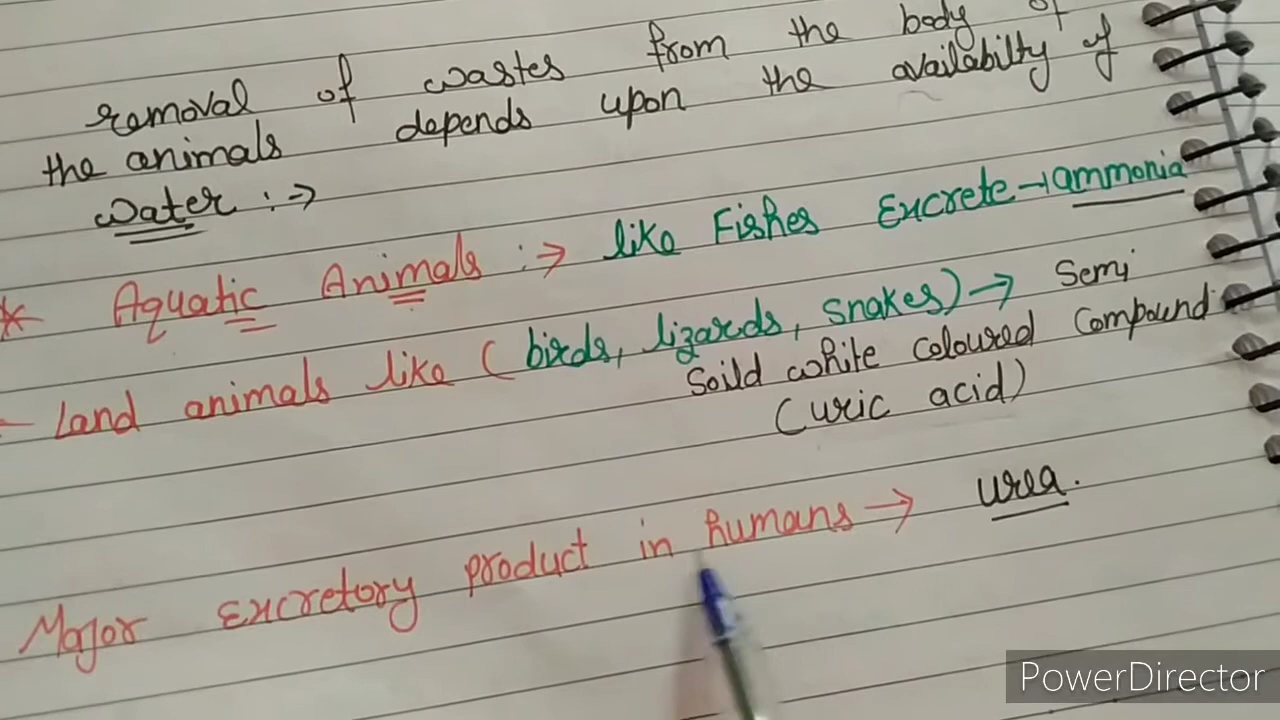 removal of wastes from the body of
the animals depends upon the availabilty of
water :→
* Aquatic Animals :→ like Fishes Excrete → ammonia
- Land animals like ( birds, lizards, snakes) → Semi
Soild white coloured Compound
(uric acid)
Major Excretory product in humans → urea.
PowerDirector